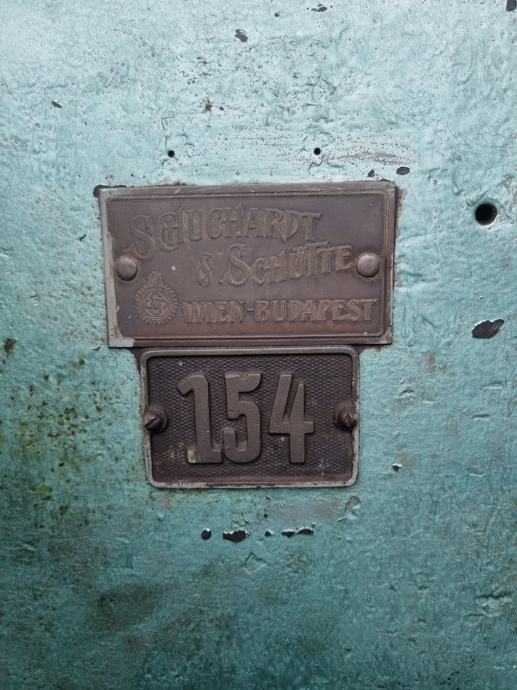 SCHUCHARDT
& SCHÜTTE
WIEN-BUDAPEST
154